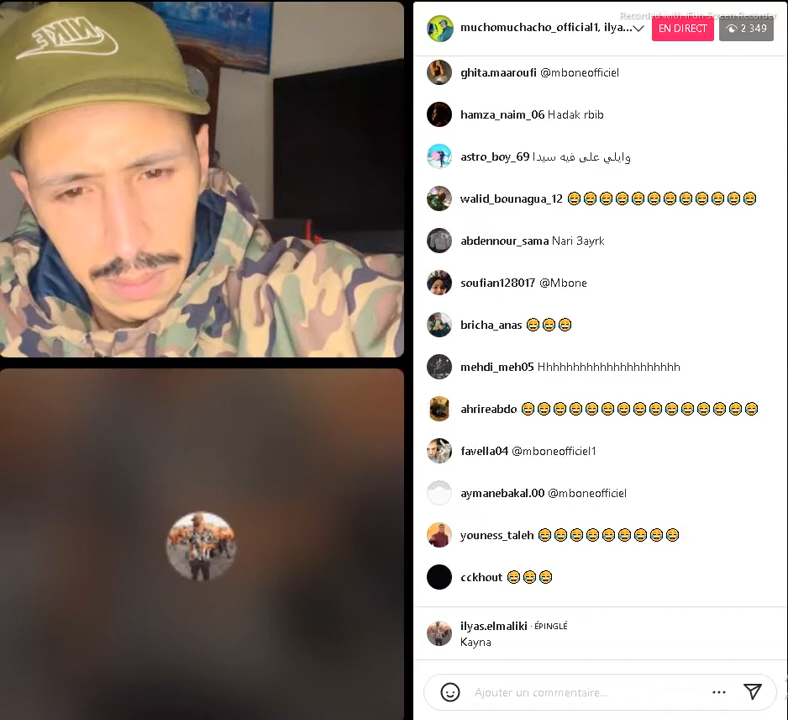 Recorded with iFun Screen Recorder
NIKE
muchomuchacho_official1, ilya...
EN DIRECT
2 349
ghita.maaroufi @mboneofficiel
hamza_naim_06 Hadak rbib
astro_boy_69 وايلي على فيه سيدا
walid_bounagua_12 😂😂😂😂😂😂😂😂😂😂😂😂
abdennour_sama Nari 3ayrk
soufian128017 @Mbone
bricha_anas 😂😂😂
mehdi_meh05 Hhhhhhhhhhhhhhhhhhhh
ahrireabdo 😂😂😂😂😂😂😂😂😂😂😂😂😂😂😂
favella04 @mboneofficiel1
aymanebakal.00 @mboneofficiel
youness_taleh 😂😂😂😂😂😂😂😂😂
cckhout 😂😂😂
ilyas.elmaliki · ÉPINGLÉ
Kayna
Ajouter un commentaire...